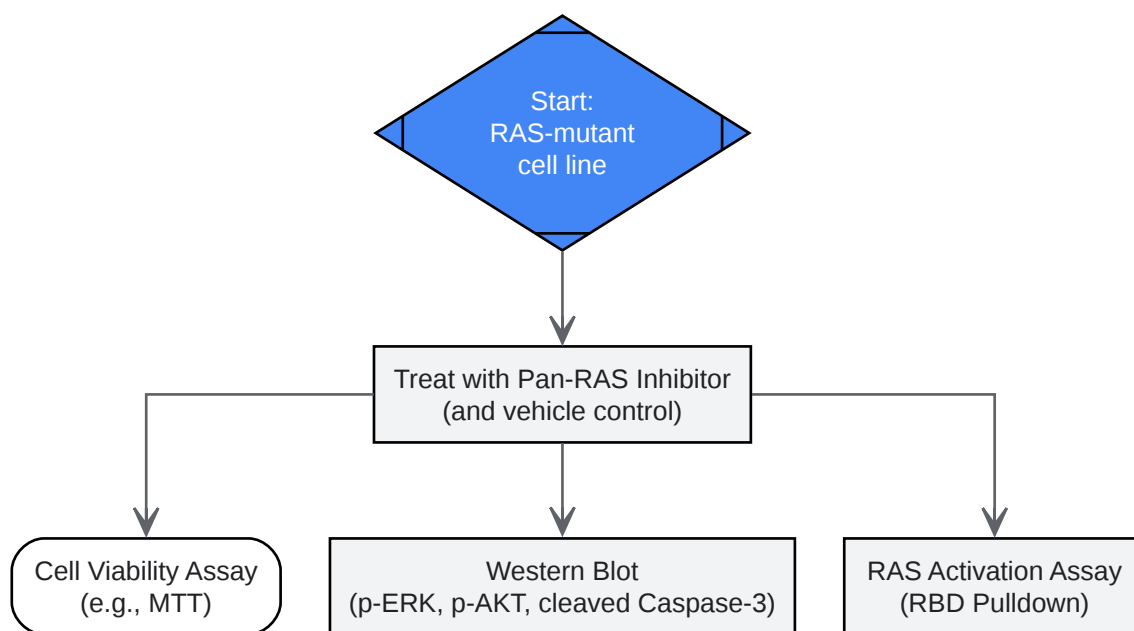 Start:
RAS-mutant
cell line
Treat with Pan-RAS Inhibitor
(and vehicle control)
Cell Viability Assay
(e.g., MTT)
Western Blot
(p-ERK, p-AKT, cleaved Caspase-3)
RAS Activation Assay
(RBD Pulldown)